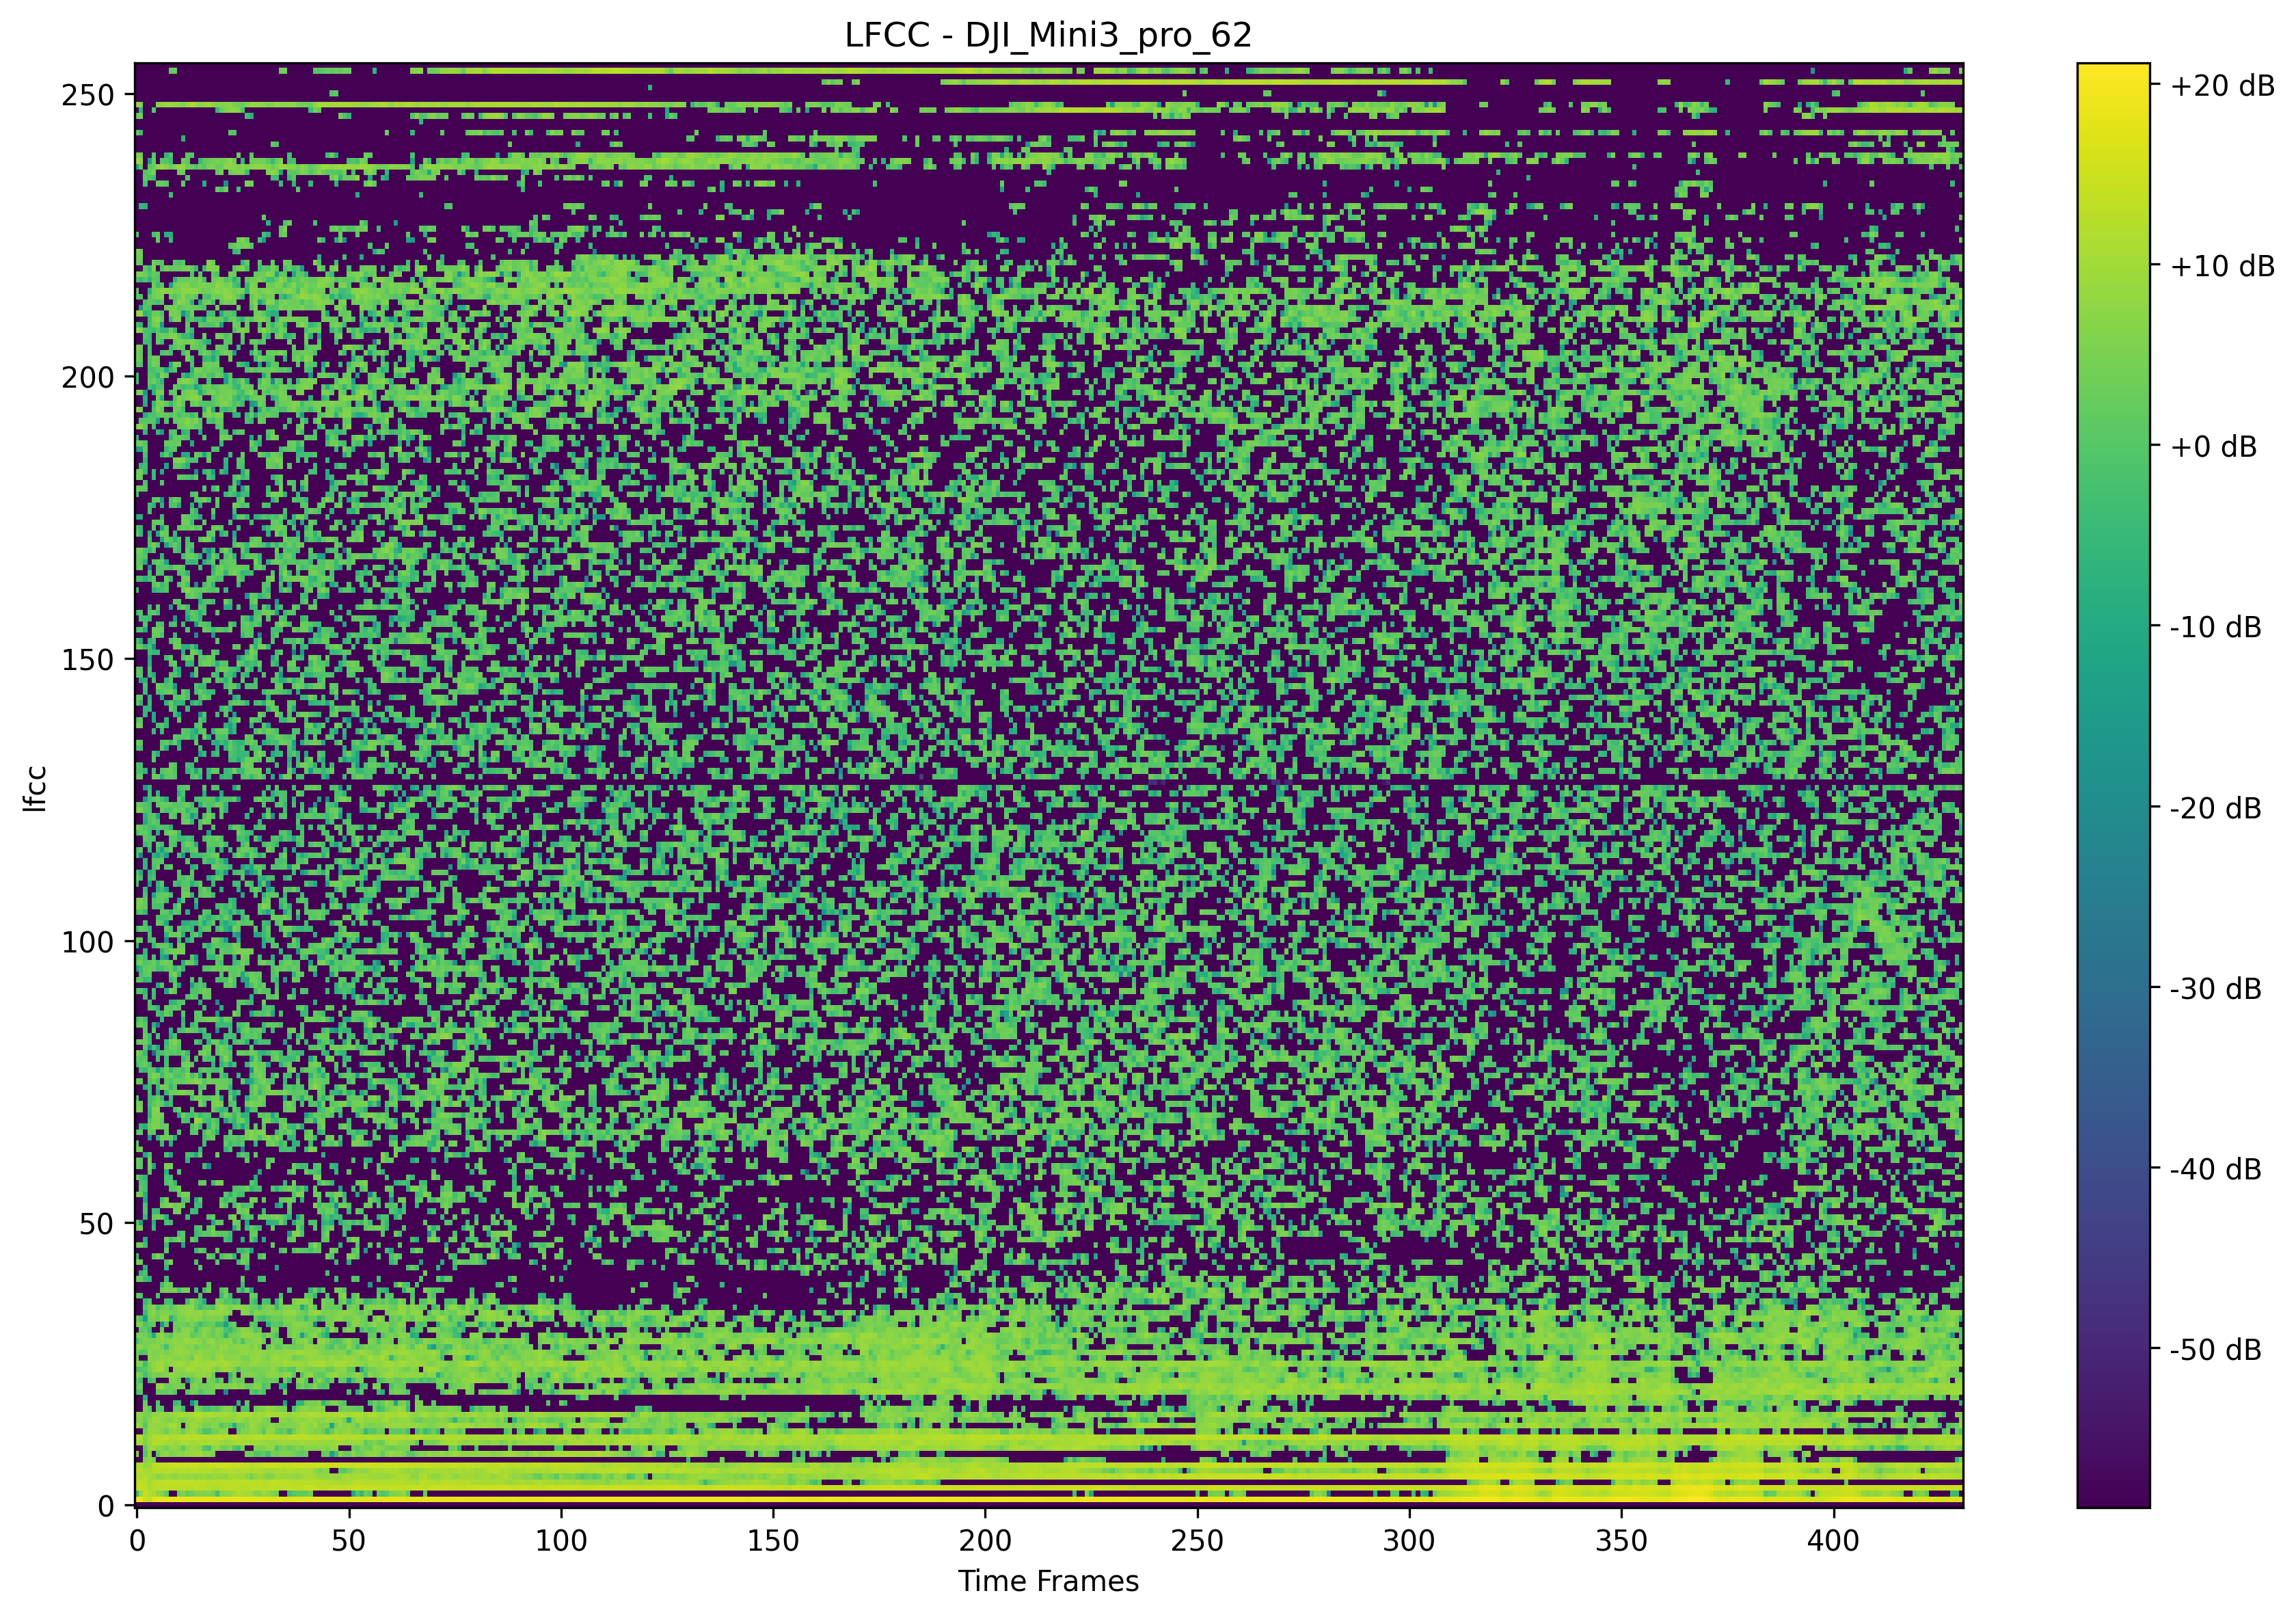 LFCC - DJI_Mini3_pro_62
lfcc
250
200
150
100
50
0
0 50 100 150 200 250 300 350 400
Time Frames
+20 dB
+10 dB
+0 dB
-10 dB
-20 dB
-30 dB
-40 dB
-50 dB